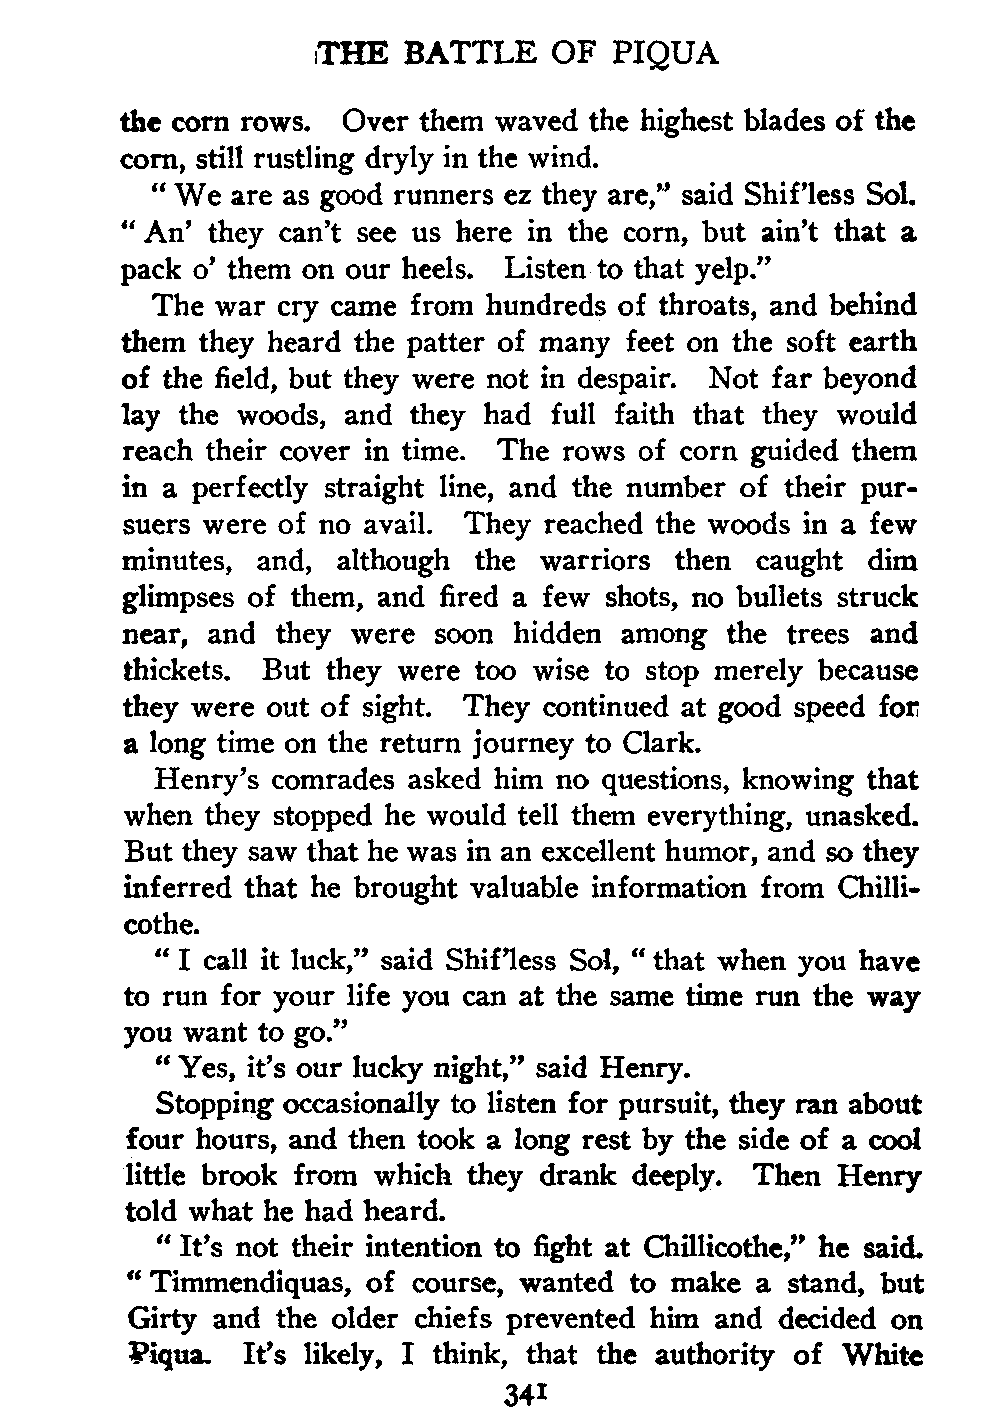 THE BATTLE OF PIQUA
the corn rows. Over them waved the highest blades of the
corn, still rustling dryly in the wind.
“ We are as good runners ez they are,” said Shif’less Sol.
“ An’ they can’t see us here in the corn, but ain’t that a
pack o’ them on our heels. Listen to that yelp.”
The war cry came from hundreds of throats, and behind
them they heard the patter of many feet on the soft earth
of the field, but they were not in despair. Not far beyond
lay the woods, and they had full faith that they would
reach their cover in time. The rows of corn guided them
in a perfectly straight line, and the number of their pur-
suers were of no avail. They reached the woods in a few
minutes, and, although the warriors then caught dim
glimpses of them, and fired a few shots, no bullets struck
near, and they were soon hidden among the trees and
thickets. But they were too wise to stop merely because
they were out of sight. They continued at good speed for
a long time on the return journey to Clark.
Henry’s comrades asked him no questions, knowing that
when they stopped he would tell them everything, unasked.
But they saw that he was in an excellent humor, and so they
inferred that he brought valuable information from Chilli-
cothe.
“ I call it luck,” said Shif’less Sol, “ that when you have
to run for your life you can at the same time run the way
you want to go.”
“ Yes, it’s our lucky night,” said Henry.
Stopping occasionally to listen for pursuit, they ran about
four hours, and then took a long rest by the side of a cool
little brook from which they drank deeply. Then Henry
told what he had heard.
“ It’s not their intention to fight at Chillicothe,” he said.
“ Timmendiquas, of course, wanted to make a stand, but
Girty and the older chiefs prevented him and decided on
Piqua. It’s likely, I think, that the authority of White
341